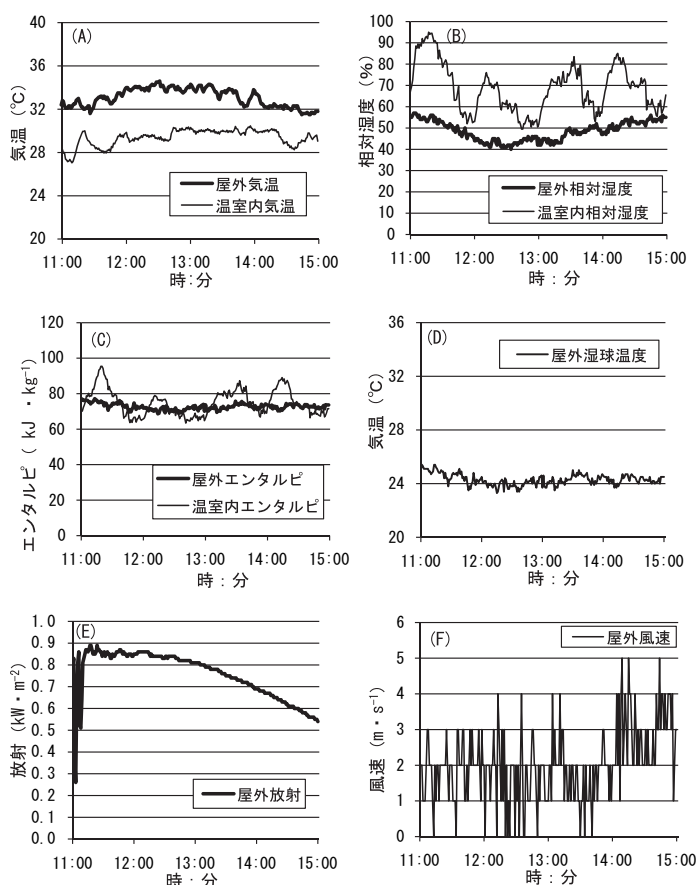 (A)
36
32
28
24
20
気温（℃）
屋外気温
温室内気温
11:00 12:00 13:00 14:00 15:00
時：分
(B)
100
90
80
70
60
50
40
30
20
10
0
相対湿度（%）
屋外相対湿度
温室内相対湿度
11:00 12:00 13:00 14:00 15:00
時：分
(C)
120
100
80
60
40
20
0
エンタルピ（ kJ ・kg⁻¹）
屋外エンタルピ
温室内エンタルピ
11:00 12:00 13:00 14:00 15:00
時：分
(D)
36
32
28
24
20
気温（℃）
屋外湿球温度
11:00 12:00 13:00 14:00 15:00
時：分
(E)
1.0
0.9
0.8
0.7
0.6
0.5
0.4
0.3
0.2
0.1
0.0
放射（kW・m⁻²）
屋外放射
11:00 12:00 13:00 14:00 15:00
時：分
(F)
6
5
4
3
2
1
0
風速（m・s⁻¹）
屋外風速
11:00 12:00 13:00 14:00 15:00
時：分